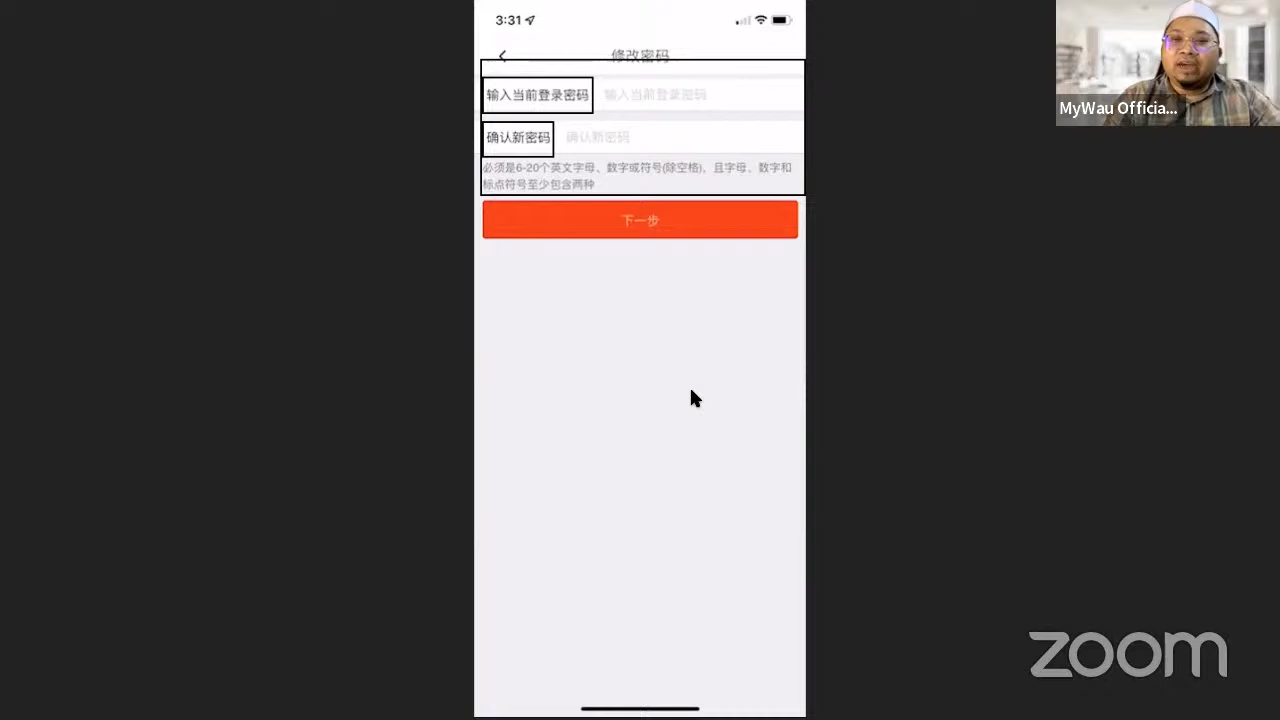 3:31
修改密码
输入当前登录密码 输入当前登录密码
确认新密码 确认新密码
必须是6-20个英文字母、数字或符号(除空格)，且字母、数字和
标点符号至少包含两种
下一步
MyWau Officia...
zoom